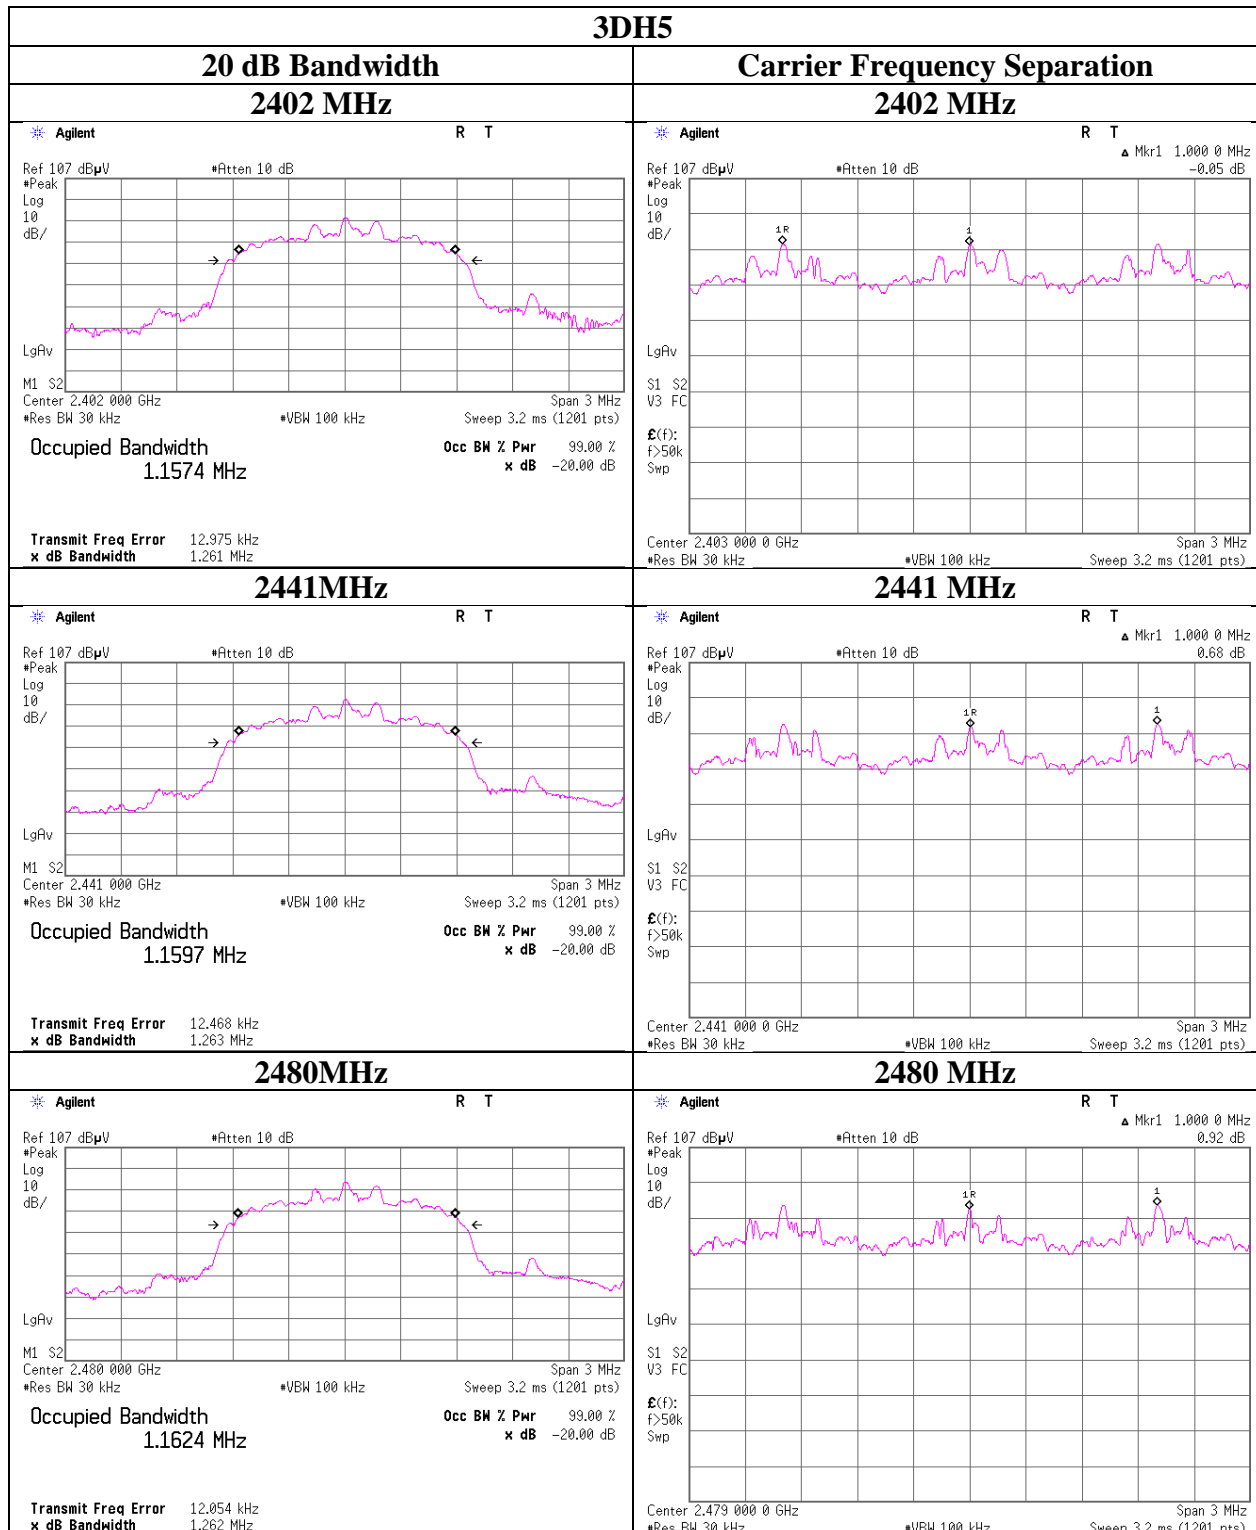 3DH5
20 dB Bandwidth
Carrier Frequency Separation
2402 MHz
2402 MHz
Agilent
R T
Ref 107 dBµV
#Atten 10 dB
#Peak
Log
10
dB/
LgAv
M1 S2
Center 2.402 000 GHz
Span 3 MHz
#Res BW 30 kHz
#VBW 100 kHz
Sweep 3.2 ms (1201 pts)
Occupied Bandwidth
1.1574 MHz
Occ BW % Pwr 99.00 %
x dB -20.00 dB
Transmit Freq Error 12.975 kHz
x dB Bandwidth 1.261 MHz
Agilent
R T
Δ Mkr1 1.000 0 MHz
Ref 107 dBµV
#Atten 10 dB
-0.05 dB
#Peak
Log
10
dB/
1R
1
LgAv
S1 S2
V3 FC
£(f):
f>50k
Swp
Center 2.403 000 0 GHz
Span 3 MHz
#Res BW 30 kHz
#VBW 100 kHz
Sweep 3.2 ms (1201 pts)
2441MHz
2441 MHz
Agilent
R T
Ref 107 dBµV
#Atten 10 dB
#Peak
Log
10
dB/
LgAv
M1 S2
Center 2.441 000 GHz
Span 3 MHz
#Res BW 30 kHz
#VBW 100 kHz
Sweep 3.2 ms (1201 pts)
Occupied Bandwidth
1.1597 MHz
Occ BW % Pwr 99.00 %
x dB -20.00 dB
Transmit Freq Error 12.468 kHz
x dB Bandwidth 1.263 MHz
Agilent
R T
Δ Mkr1 1.000 0 MHz
Ref 107 dBµV
#Atten 10 dB
0.68 dB
#Peak
Log
10
dB/
1R
1
LgAv
S1 S2
V3 FC
£(f):
f>50k
Swp
Center 2.441 000 0 GHz
Span 3 MHz
#Res BW 30 kHz
#VBW 100 kHz
Sweep 3.2 ms (1201 pts)
2480MHz
2480 MHz
Agilent
R T
Ref 107 dBµV
#Atten 10 dB
#Peak
Log
10
dB/
LgAv
M1 S2
Center 2.480 000 GHz
Span 3 MHz
#Res BW 30 kHz
#VBW 100 kHz
Sweep 3.2 ms (1201 pts)
Occupied Bandwidth
1.1624 MHz
Occ BW % Pwr 99.00 %
x dB -20.00 dB
Transmit Freq Error 12.054 kHz
x dB Bandwidth 1.262 MHz
Agilent
R T
Δ Mkr1 1.000 0 MHz
Ref 107 dBµV
#Atten 10 dB
0.92 dB
#Peak
Log
10
dB/
1R
1
LgAv
S1 S2
V3 FC
£(f):
f>50k
Swp
Center 2.479 000 0 GHz
Span 3 MHz
#Res BW 30 kHz
#VBW 100 kHz
Sweep 3.2 ms (1201 pts)